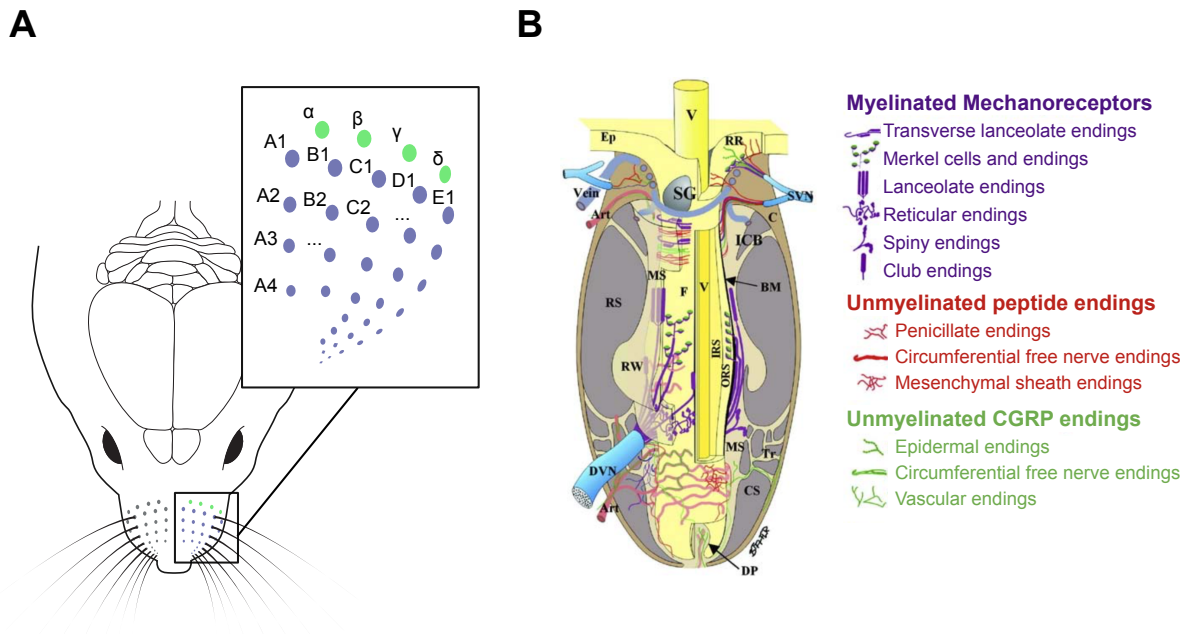 A
α
β
γ
δ
A1
B1
C1
D1
E1
A2
B2
C2
...
A3
...
A4
B
V
Ep
RR
Vein
SG
SVN
Art
C
ICB
MS
BM
RS
F
V
IRS
RW
ORS
MS
Tr
DVN
CS
Art
DP
Myelinated Mechanoreceptors
Transverse lanceolate endings
Merkel cells and endings
Lanceolate endings
Reticular endings
Spiny endings
Club endings
Unmyelinated peptide endings
Penicillate endings
Circumferential free nerve endings
Mesenchymal sheath endings
Unmyelinated CGRP endings
Epidermal endings
Circumferential free nerve endings
Vascular endings